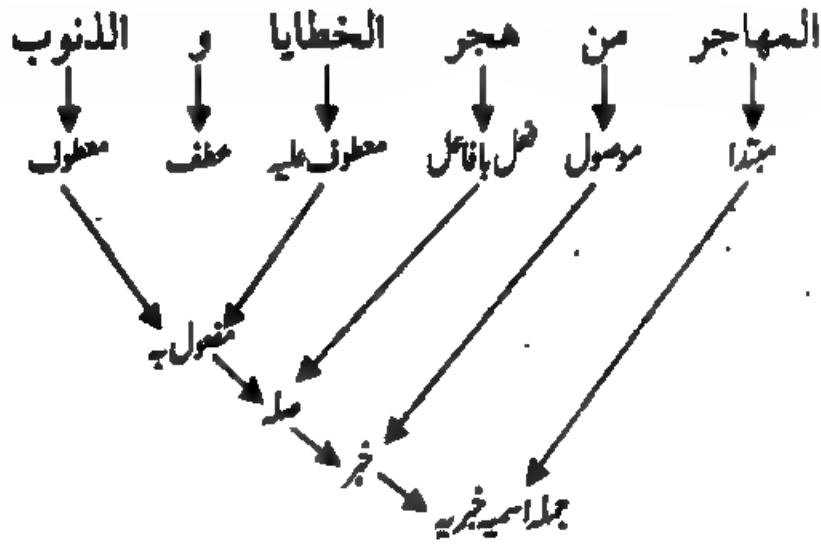 المهاجر من هجر الخطايا و الذنوب
مبتدا موصول فعل بافاعل معطوف علیہ عطف معطوف
مفعول بہ
صلہ
خبر
جملہ اسمیہ خبریہ